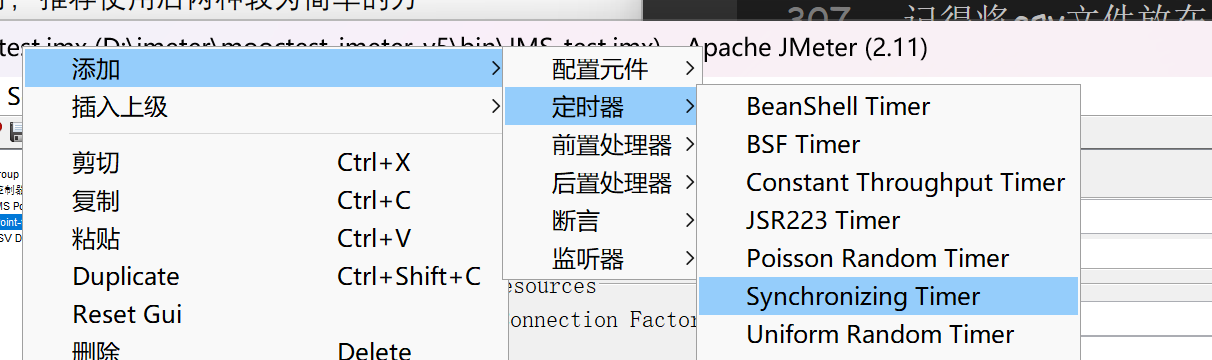 推荐使用后两种较为简单的方
307 记得将csv文件放在
test.jmx (D:\jmeter\mooctest_jmeter_v5\bin\JMS-test.jmx) - Apache JMeter (2.11)
添加
插入上级
剪切 Ctrl+X
复制 Ctrl+C
粘贴 Ctrl+V
Duplicate Ctrl+Shift+C
Reset Gui
删除 Delete
配置元件
定时器
前置处理器
后置处理器
断言
监听器
BeanShell Timer
BSF Timer
Constant Throughput Timer
JSR223 Timer
Poisson Random Timer
Synchronizing Timer
Uniform Random Timer
S
roup
控制器
MS Po
oint-
SV D
esources
onnection Factor